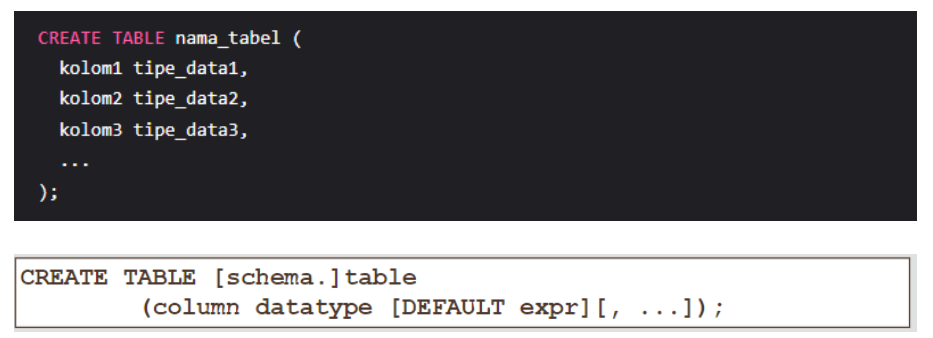 CREATE TABLE nama_tabel (
kolom1 tipe_data1,
kolom2 tipe_data2,
kolom3 tipe_data3,
...
);
CREATE TABLE [schema.]table
(column datatype [DEFAULT expr][, ...]);